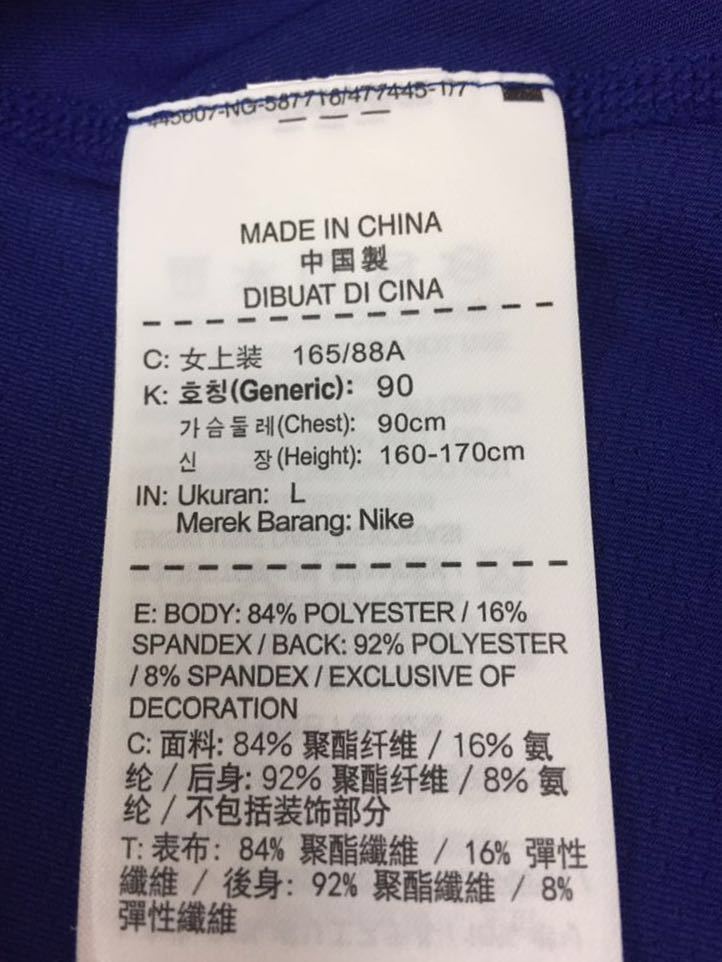 445607-NG-587718/477445-177
MADE IN CHINA
中国製
DIBUAT DI CINA
C: 女上装 165/88A
K: 호칭(Generic): 90
가슴둘레(Chest): 90cm
신 장(Height): 160-170cm
IN: Ukuran: L
Merek Barang: Nike
E: BODY: 84% POLYESTER / 16%
SPANDEX / BACK: 92% POLYESTER
/ 8% SPANDEX / EXCLUSIVE OF
DECORATION
C: 面料: 84% 聚酯纤维 / 16% 氨
纶 / 后身: 92% 聚酯纤维 / 8% 氨
纶 / 不包括装饰部分
T: 表布: 84% 聚酯纖維 / 16% 彈性
纖維 / 後身: 92% 聚酯纖維 / 8%
彈性纖維